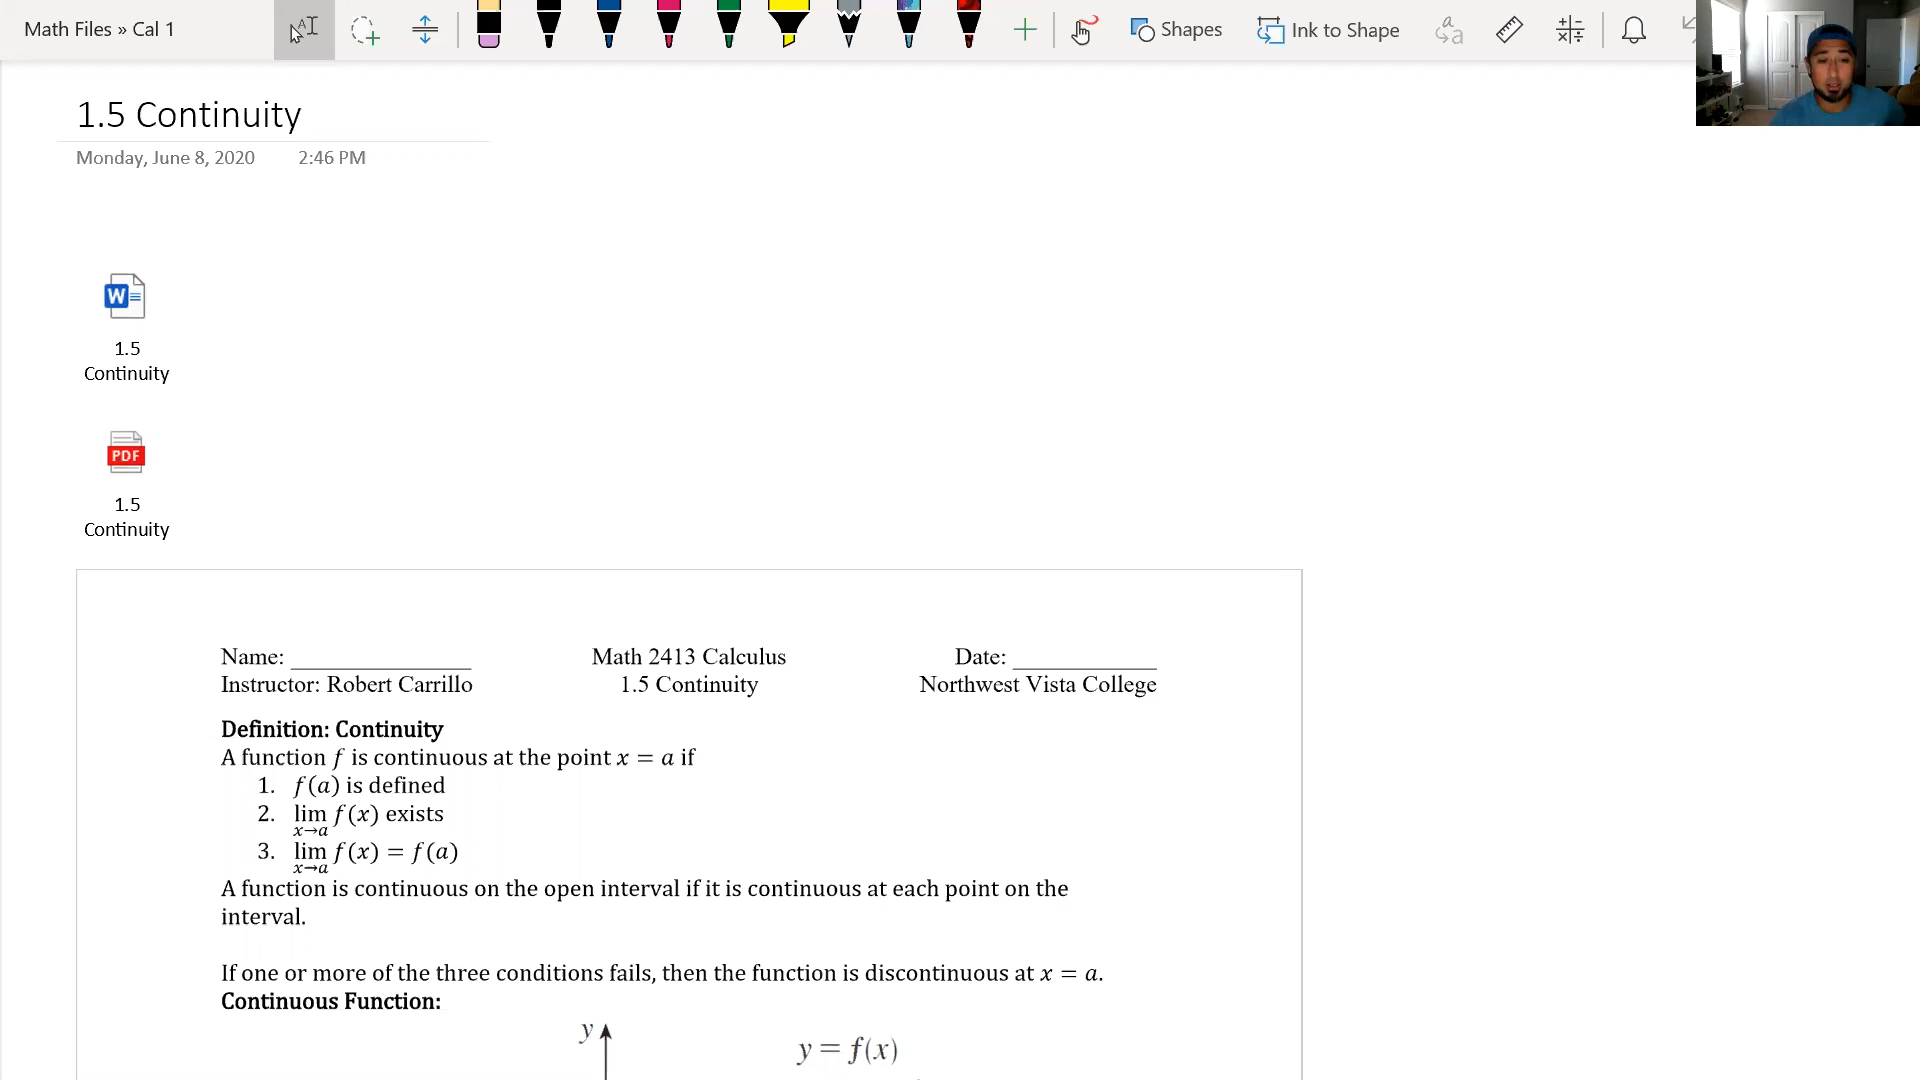 Math Files » Cal 1
Shapes
Ink to Shape
1.5 Continuity
Monday, June 8, 2020 2:46 PM
W
1.5
Continuity
PDF
1.5
Continuity
Name: _______________ Math 2413 Calculus Date: ____________
Instructor: Robert Carrillo 1.5 Continuity Northwest Vista College
Definition: Continuity
A function f is continuous at the point x = a if
1. f(a) is defined
2. lim f(x) exists
x→a
3. lim f(x) = f(a)
x→a
A function is continuous on the open interval if it is continuous at each point on the
interval.
If one or more of the three conditions fails, then the function is discontinuous at x = a.
Continuous Function:
y
y = f(x)